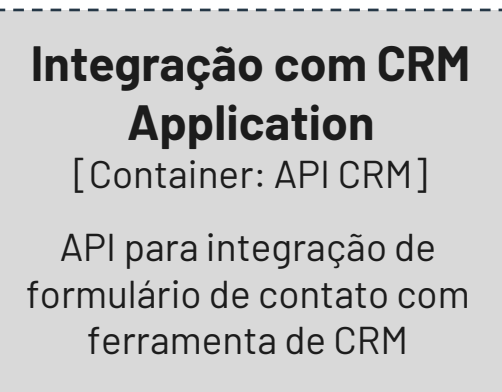 Integração com CRM
Application
[Container: API CRM]
API para integração de
formulário de contato com
ferramenta de CRM